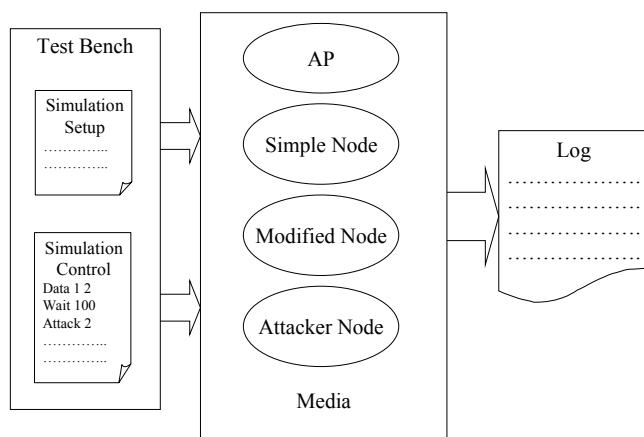 Test Bench
Simulation
Setup
…………..
…………..
Simulation
Control
Data 1 2
Wait 100
Attack 2
…………..
…………..
AP
Simple Node
Modified Node
Attacker Node
Media
Log
………………
………………
………………
………………